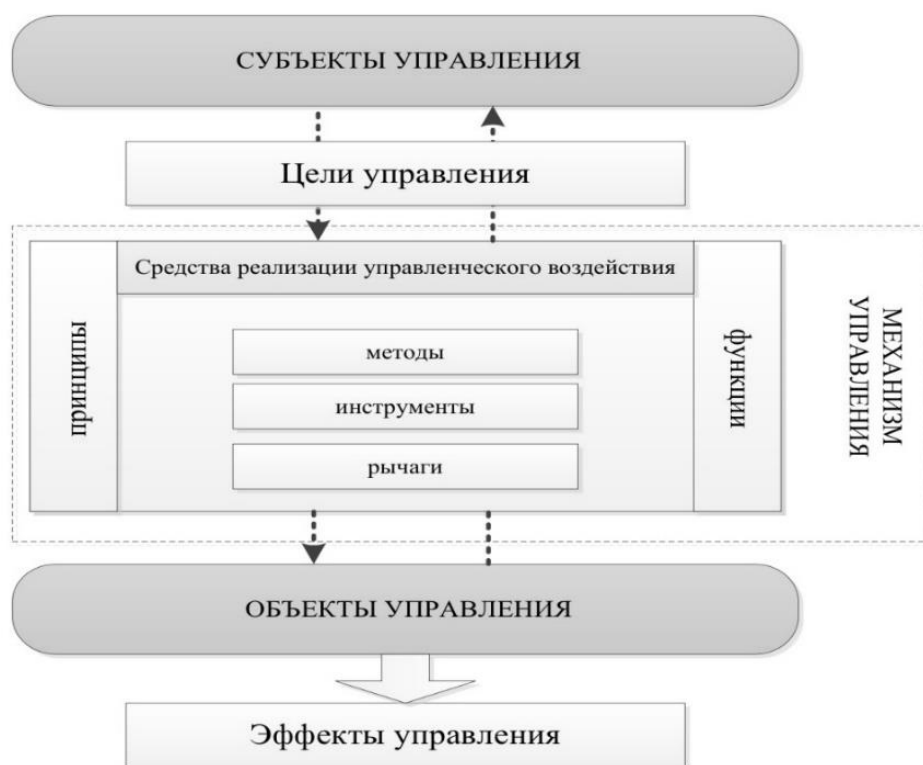 СУБЪЕКТЫ УПРАВЛЕНИЯ
Цели управления
Средства реализации управленческого воздействия
принципы
методы
инструменты
рычаги
функции
МЕХАНИЗМ
УПРАВЛЕНИЯ
ОБЪЕКТЫ УПРАВЛЕНИЯ
Эффекты управления